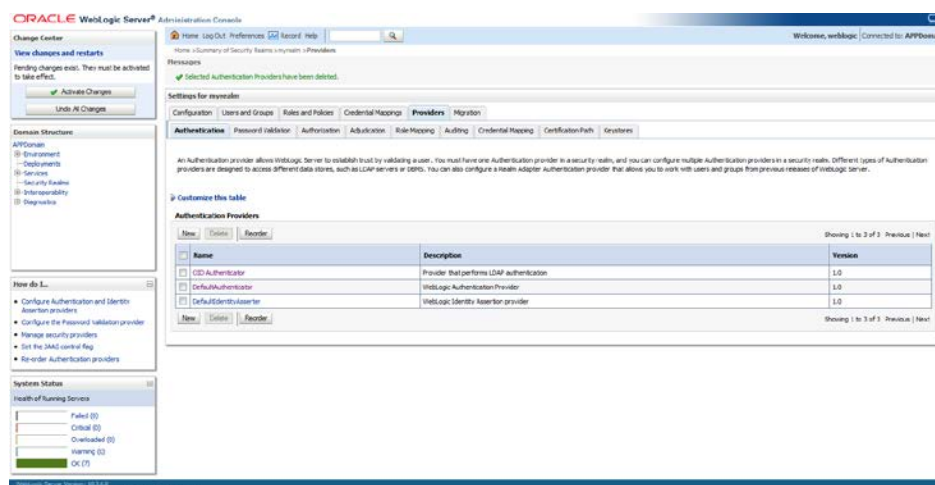 ORACLE WebLogic Server® Administration Console
Change Center
View changes and restarts
Pending changes exist. They must be activated
to take effect.
Activate Changes
Undo All Changes
Domain Structure
APPDomain
Environment
Deployments
Services
Security Realms
Interoperability
Diagnostics
How do I...
Configure Authentication and Identity
Assertion providers
Configure the Password Validation provider
Manage security providers
Set the JAAS control flag
Re-order Authentication providers
System Status
Health of Running Servers
Failed (0)
Critical (0)
Overloaded (0)
Warning (0)
OK (7)
Home Log Out Preferences Record Help
Welcome, weblogic Connected to: APPDoma
Home >Summary of Security Realms >myrealm >Providers
Messages
Selected Authentication Providers have been deleted.
Settings for myrealm
Configuration Users and Groups Roles and Policies Credential Mappings Providers Migration
Authentication Password Validation Authorization Adjudication Role Mapping Auditing Credential Mapping Certification Path Keystores
An Authentication provider allows WebLogic Server to establish trust by validating a user. You must have one Authentication provider in a security realm, and you can configure multiple Authentication providers in a security realm. Different types of Authentication
providers are designed to access different data stores, such as LDAP servers or DBMS. You can also configure a Realm Adapter Authentication provider that allows you to work with users and groups from previous releases of WebLogic Server.
Customize this table
Authentication Providers
New Delete Reorder
Showing 1 to 3 of 3 Previous | Next
Name Description Version
OID Authenticator Provider that performs LDAP authentication 1.0
DefaultAuthenticator WebLogic Authentication Provider 1.0
DefaultIdentityAsserter WebLogic Identity Assertion provider 1.0
New Delete Reorder
Showing 1 to 3 of 3 Previous | Next
WebLogic Server Version: